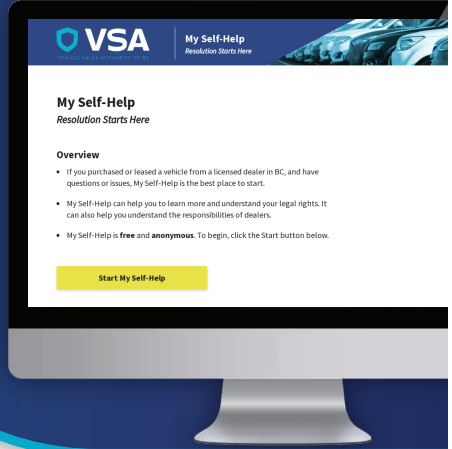 VSA
VEHICLE SALES AUTHORITY OF BC
My Self-Help
Resolution Starts Here
My Self-Help
Resolution Starts Here
Overview
• If you purchased or leased a vehicle from a licensed dealer in BC, and have
questions or issues, My Self-Help is the best place to start.
• My Self-Help can help you to learn more and understand your legal rights. It
can also help you understand the responsibilities of dealers.
• My Self-Help is free and anonymous. To begin, click the Start button below.
Start My Self-Help